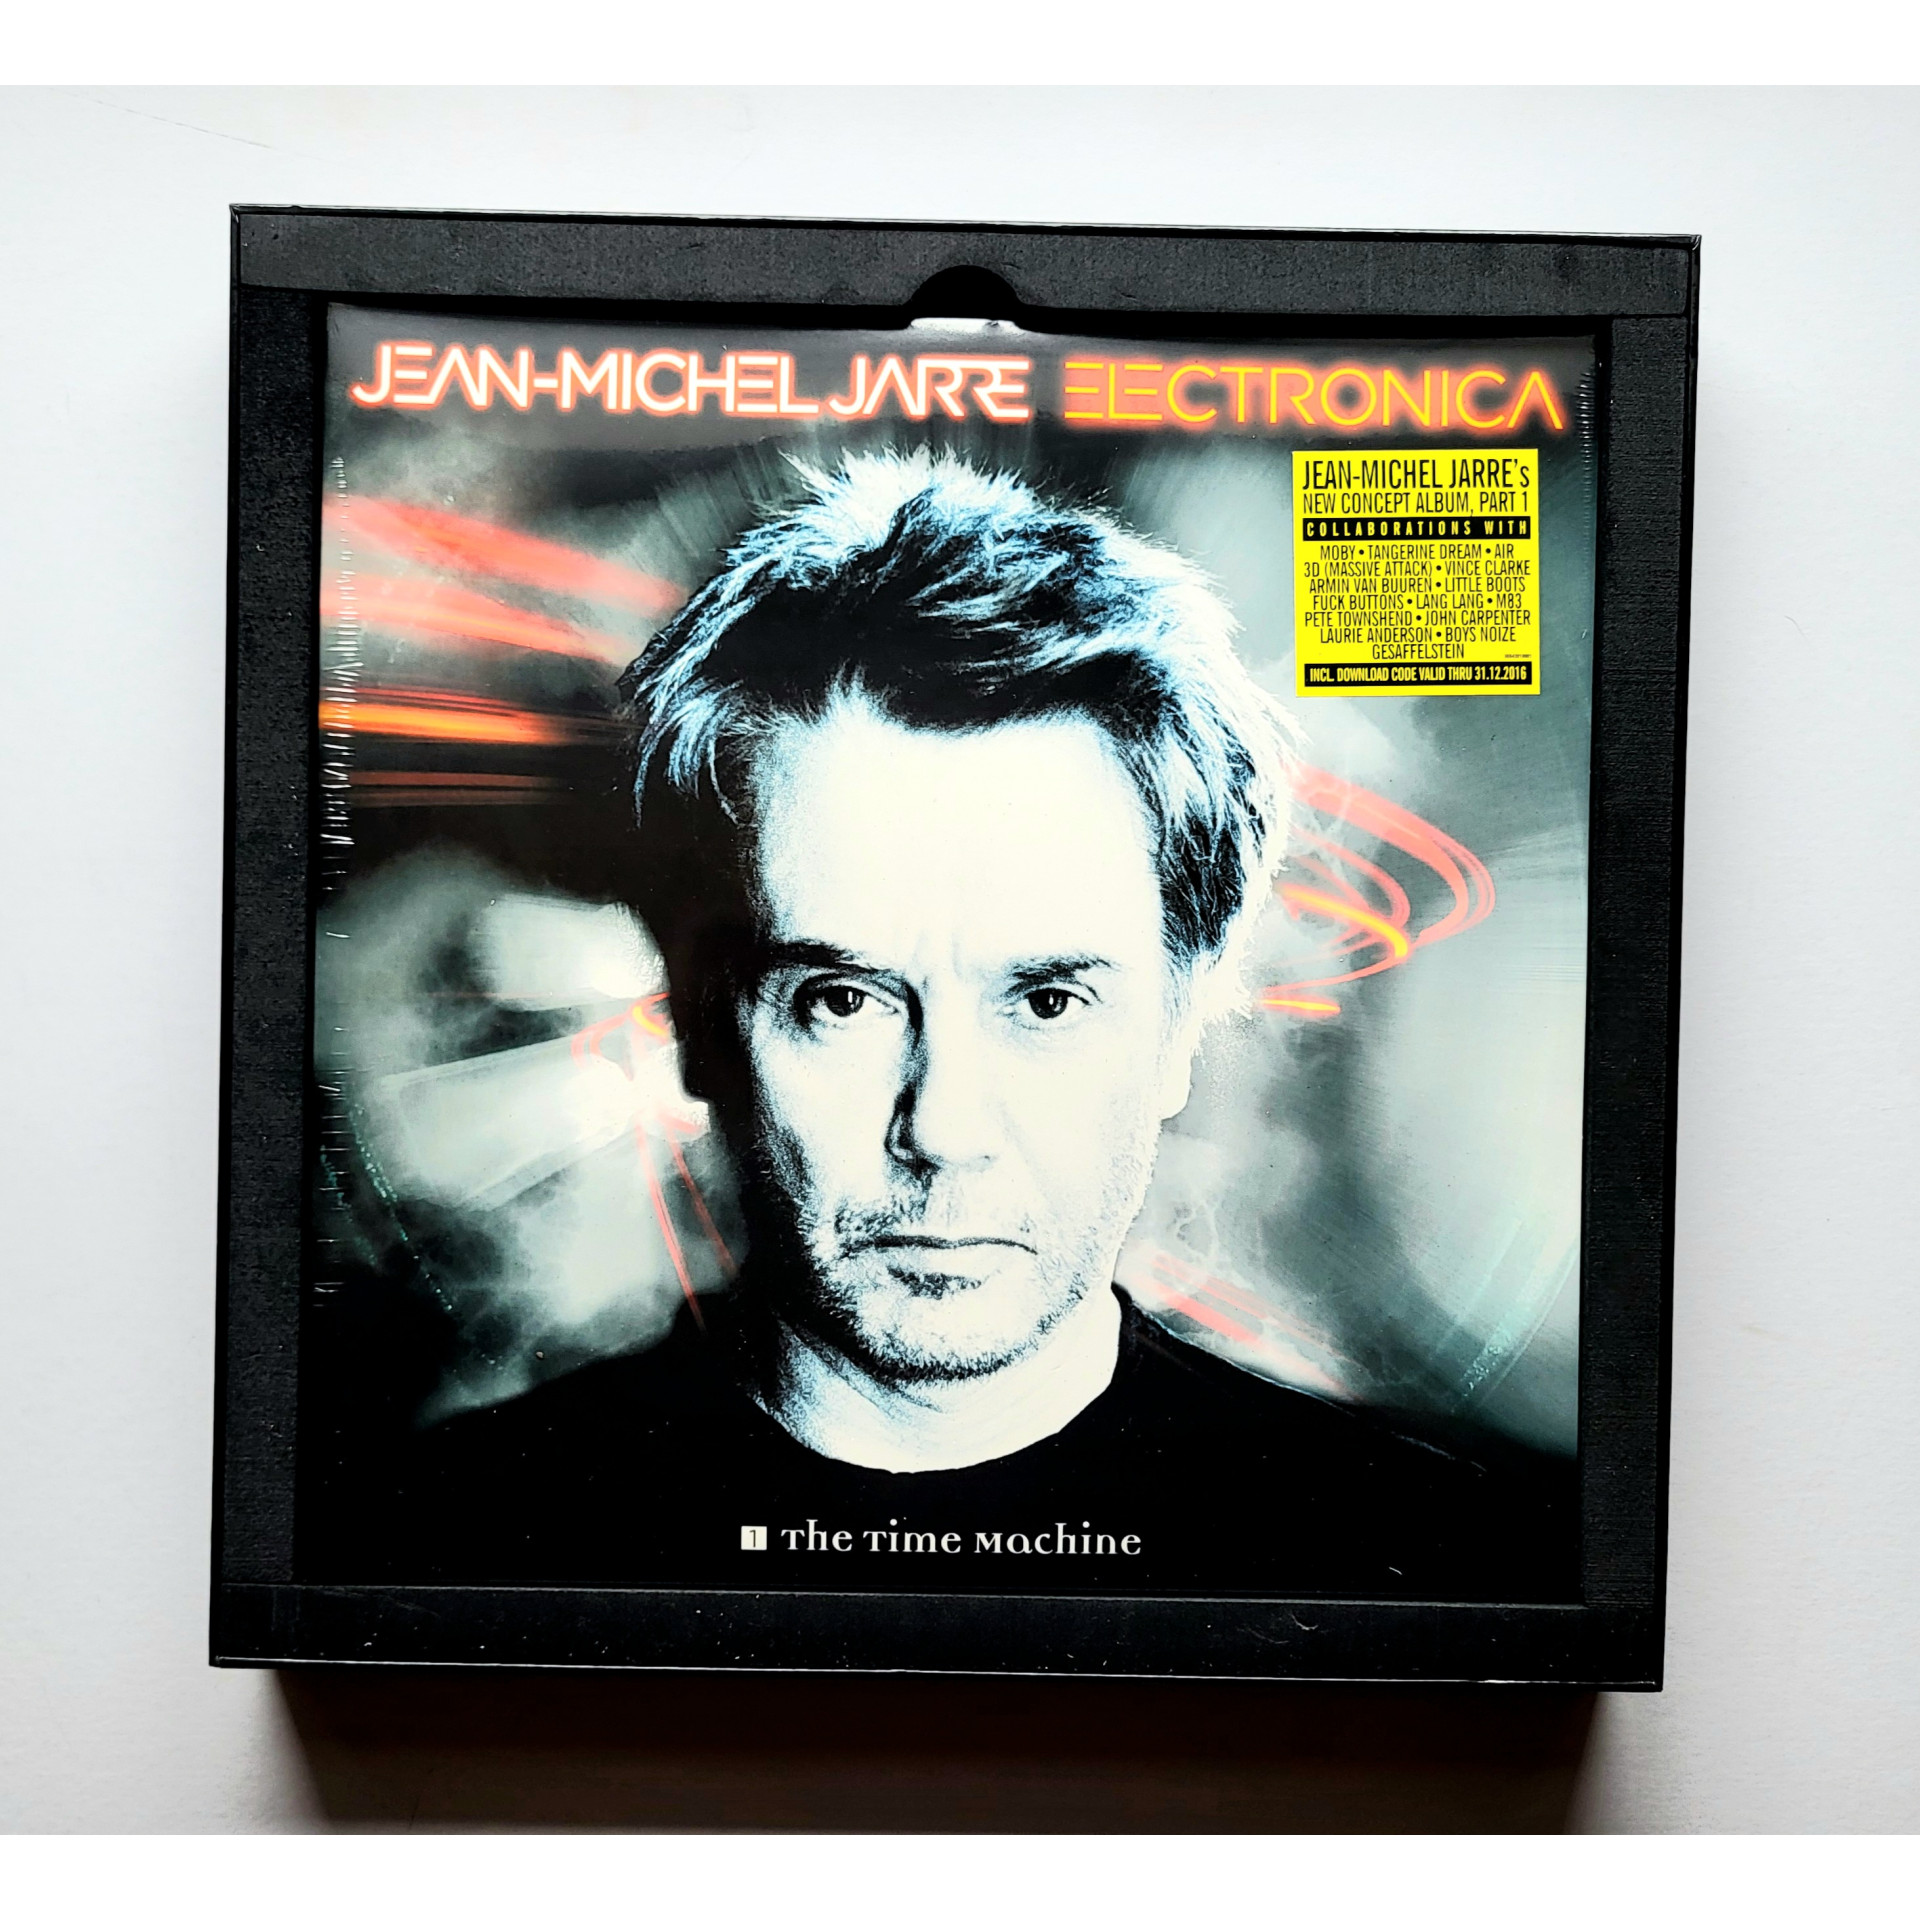 JEAN-MICHEL JARRE ELECTRONICA
JEAN-MICHEL JARRE's
NEW CONCEPT ALBUM, PART 1
COLLABORATIONS WITH
MOBY • TANGERINE DREAM • AIR
3D (MASSIVE ATTACK) • VINCE CLARKE
ARMIN VAN BUUREN • LITTLE BOOTS
FUCK BUTTONS • LANG LANG • M83
PETE TOWNSHEND • JOHN CARPENTER
LAURIE ANDERSON • BOYS NOIZE
GESAFFELSTEIN
INCL. DOWNLOAD CODE VALID THRU 31.12.2016
1 The Time Machine